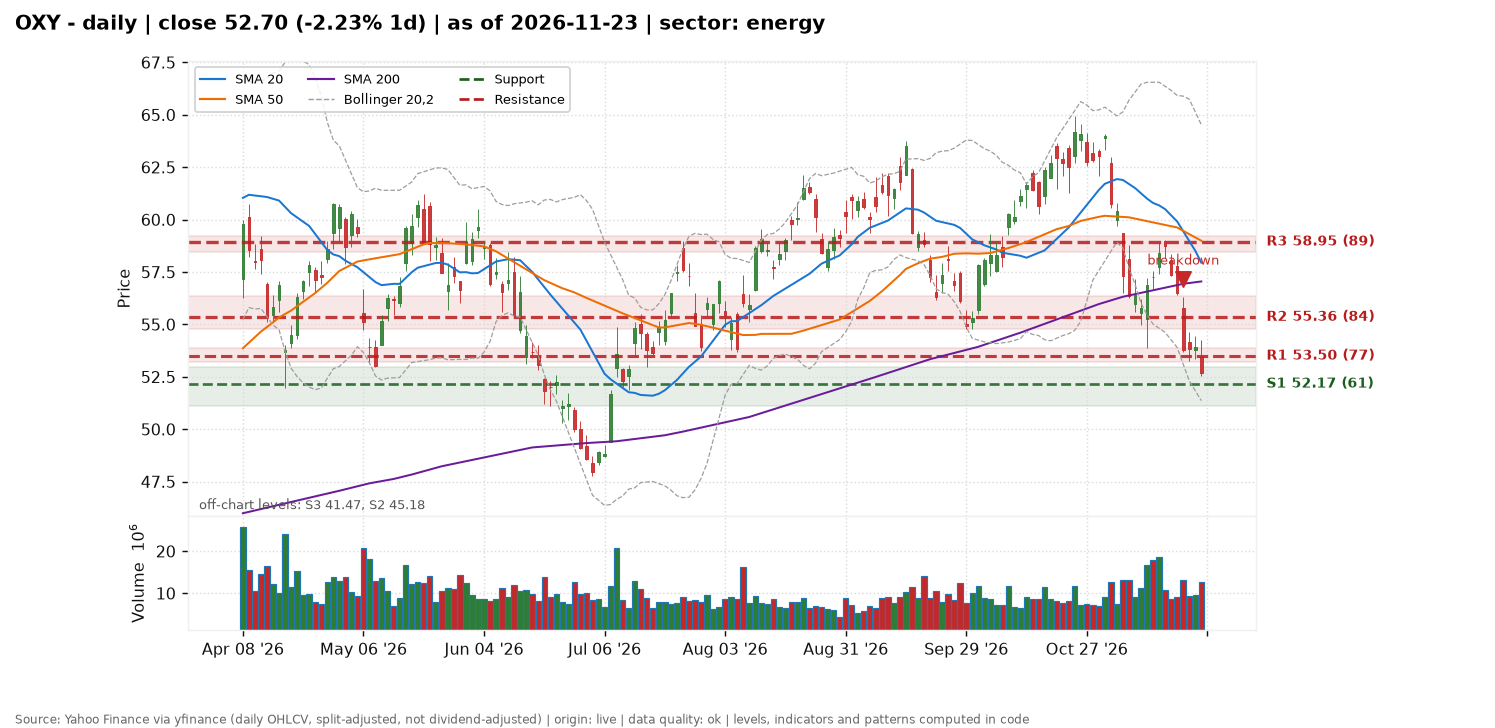 OXY - daily | close 52.70 (-2.23% 1d) | as of 2026-11-23 | sector: energy
67.5
65.0
62.5
60.0
57.5
55.0
52.5
50.0
47.5
Price
SMA 20
SMA 50
SMA 200
Bollinger 20,2
Support
Resistance
breakdown
R3 58.95 (89)
R2 55.36 (84)
R1 53.50 (77)
S1 52.17 (61)
off-chart levels: S3 41.47, S2 45.18
Volume 10⁶
20
10
Apr 08 '26
May 06 '26
Jun 04 '26
Jul 06 '26
Aug 03 '26
Aug 31 '26
Sep 29 '26
Oct 27 '26
Source: Yahoo Finance via yfinance (daily OHLCV, split-adjusted, not dividend-adjusted) | origin: live | data quality: ok | levels, indicators and patterns computed in code